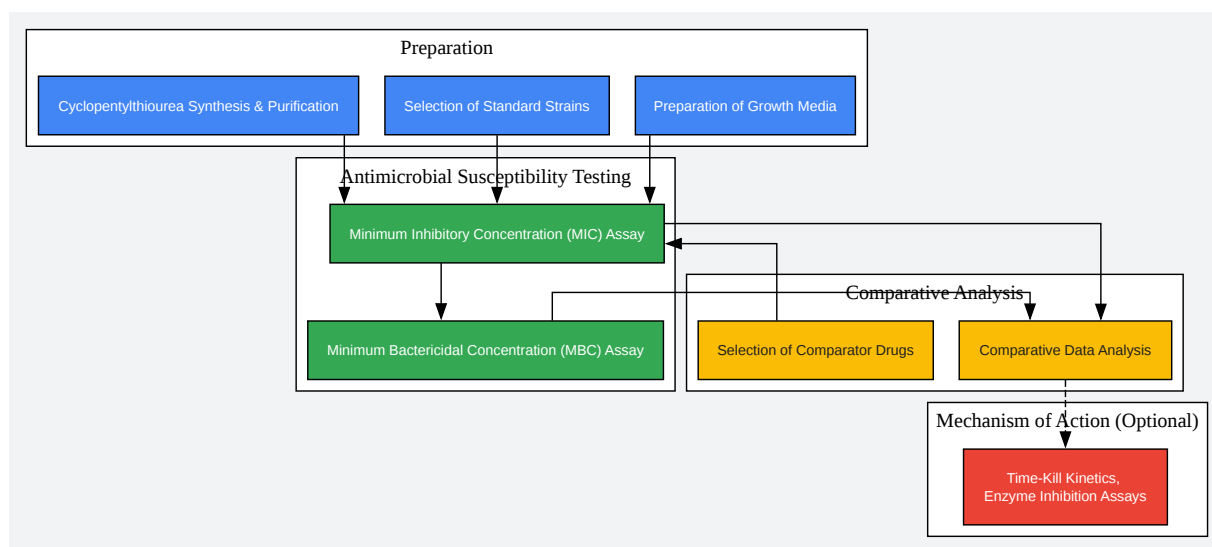 Preparation
Cyclopentylthiourea Synthesis & Purification
Selection of Standard Strains
Preparation of Growth Media
Antimicrobial Susceptibility Testing
Minimum Inhibitory Concentration (MIC) Assay
Minimum Bactericidal Concentration (MBC) Assay
Comparative Analysis
Selection of Comparator Drugs
Comparative Data Analysis
Mechanism of Action (Optional)
Time-Kill Kinetics,
Enzyme Inhibition Assays